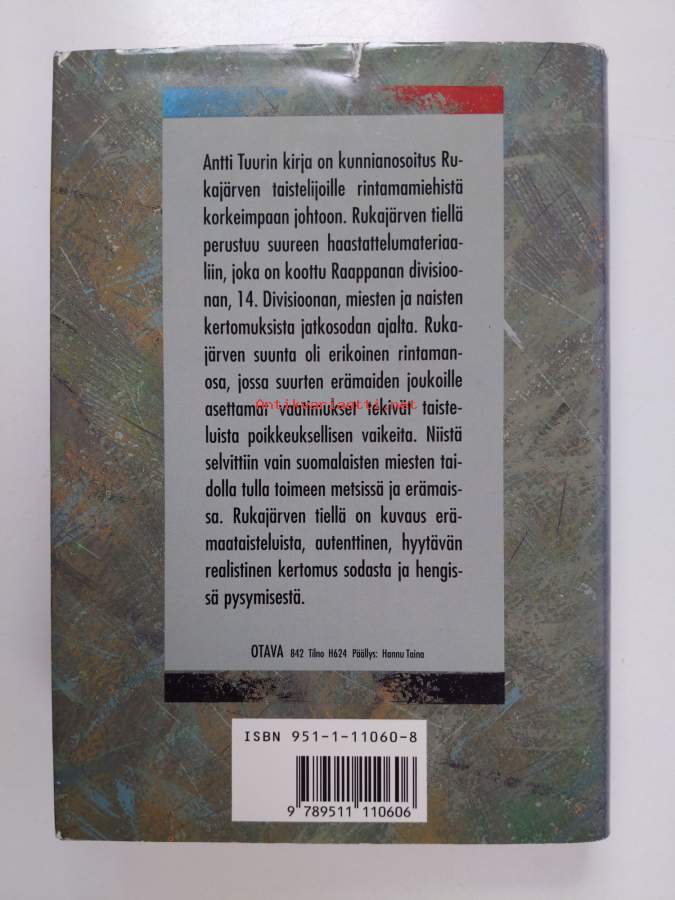 Antti Tuurin kirja on kunnianosoitus Ru-
kajärven taistelijoille rintamamiehistä
korkeimpaan johtoon. Rukajärven tiellä
perustuu suureen haastattelumateriaa-
liin, joka on koottu Raappanan divisioo-
nan, 14. Divisioonan, miesten ja naisten
kertomuksista jatkosodan ajalta. Ruka-
järven suunta oli erikoinen rintaman-
osa, jossa suurten erämaiden joukoille
Antikvariaatti.net
asettamat vaatimukset tekivät taiste-
luista poikkeuksellisen vaikeita. Niistä
selvittiin vain suomalaisten miesten tai-
dolla tulla toimeen metsissä ja erämais-
sa. Rukajärven tiellä on kuvaus erä-
maataisteluista, autenttinen, hyytävän
realistinen kertomus sodasta ja hengis-
sä pysymisestä.
OTAVA 842 Tilno H624 Päällys: Hannu Taina
ISBN 951-1-11060-8
9 789511 110606